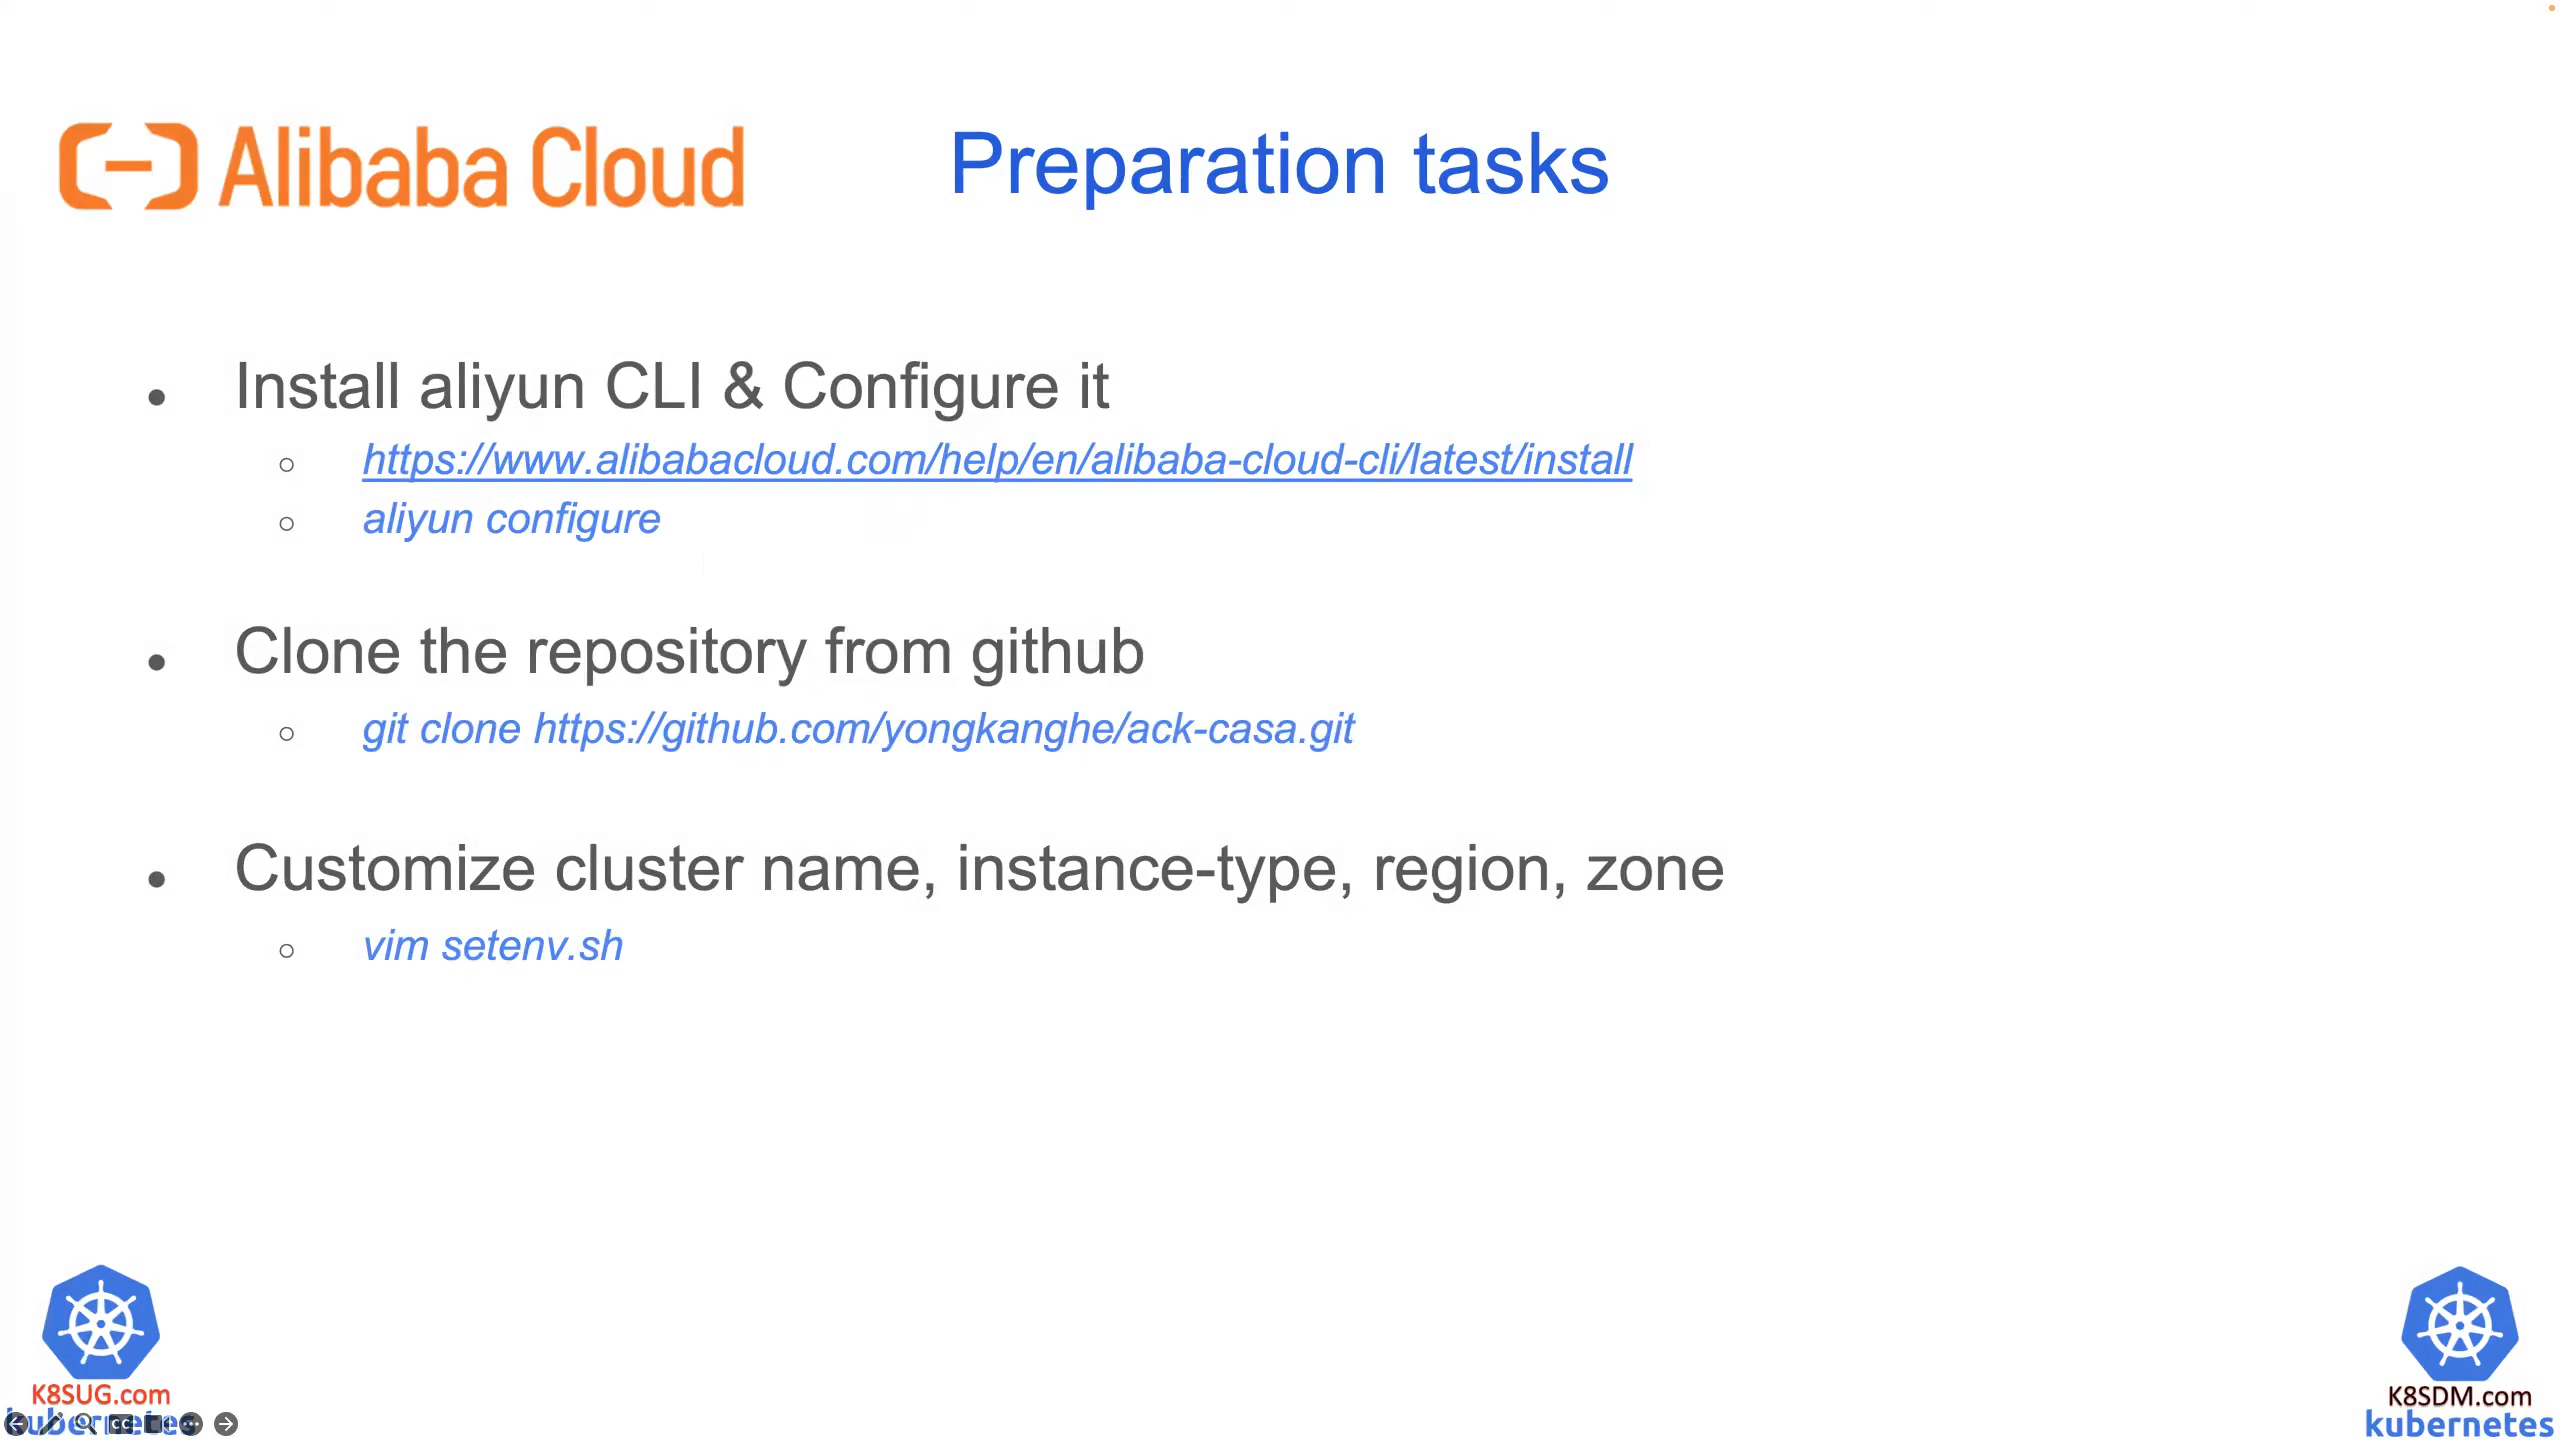 Alibaba Cloud
Preparation tasks
Install aliyun CLI & Configure it
https://www.alibabacloud.com/help/en/alibaba-cloud-cli/latest/install
aliyun configure
Clone the repository from github
git clone https://github.com/yongkanghe/ack-casa.git
Customize cluster name, instance-type, region, zone
vim setenv.sh
K8SUG.com
kubernetes
CC
K8SDM.com
kubernetes